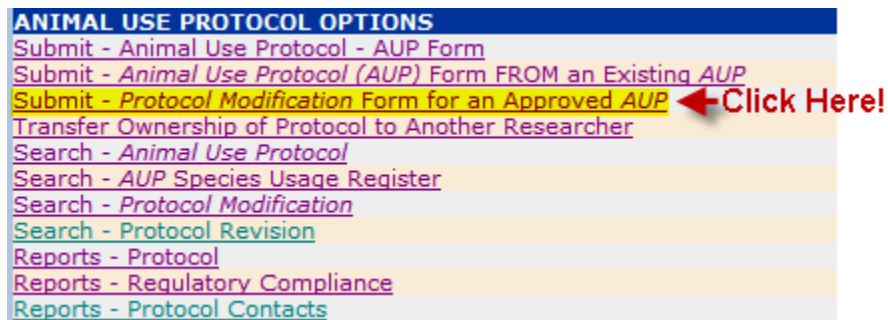 ANIMAL USE PROTOCOL OPTIONS
Submit - Animal Use Protocol - AUP Form
Submit - Animal Use Protocol (AUP) Form FROM an Existing AUP
Submit - Protocol Modification Form for an Approved AUP Click Here!
Transfer Ownership of Protocol to Another Researcher
Search - Animal Use Protocol
Search - AUP Species Usage Register
Search - Protocol Modification
Search - Protocol Revision
Reports - Protocol
Reports - Regulatory Compliance
Reports - Protocol Contacts